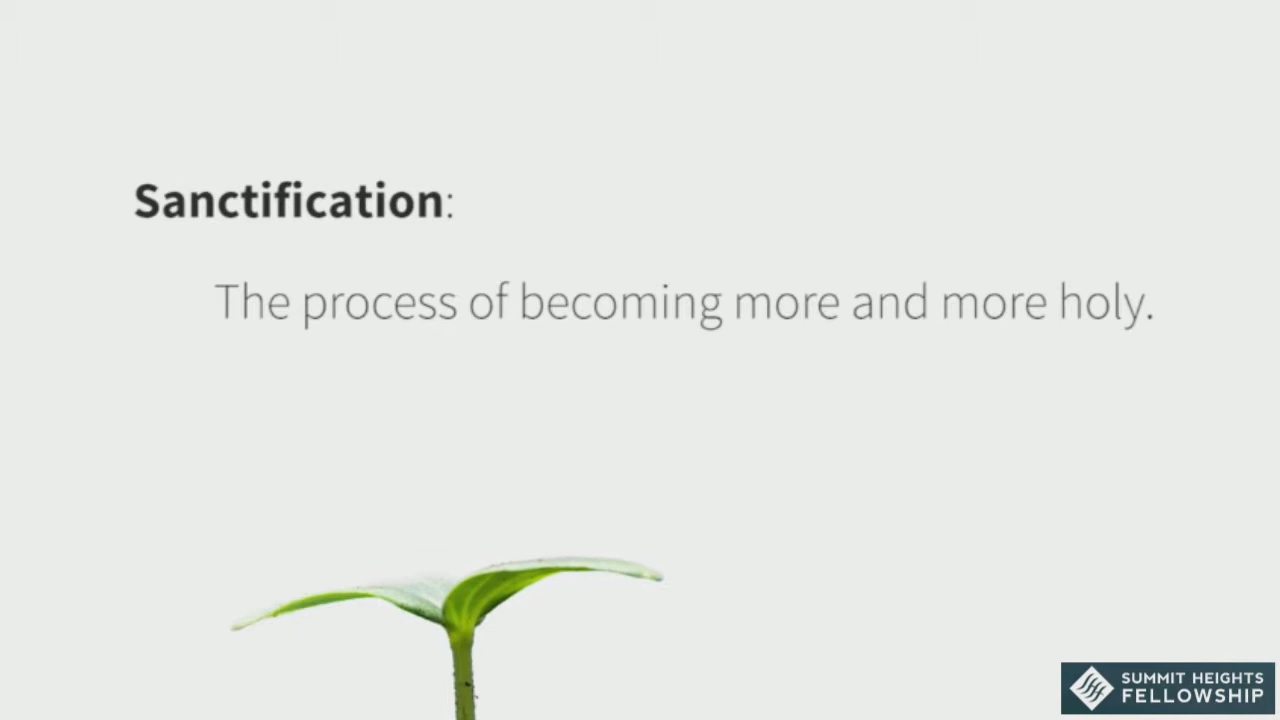 Sanctification:
The process of becoming more and more holy.
SUMMIT HEIGHTS
FELLOWSHIP